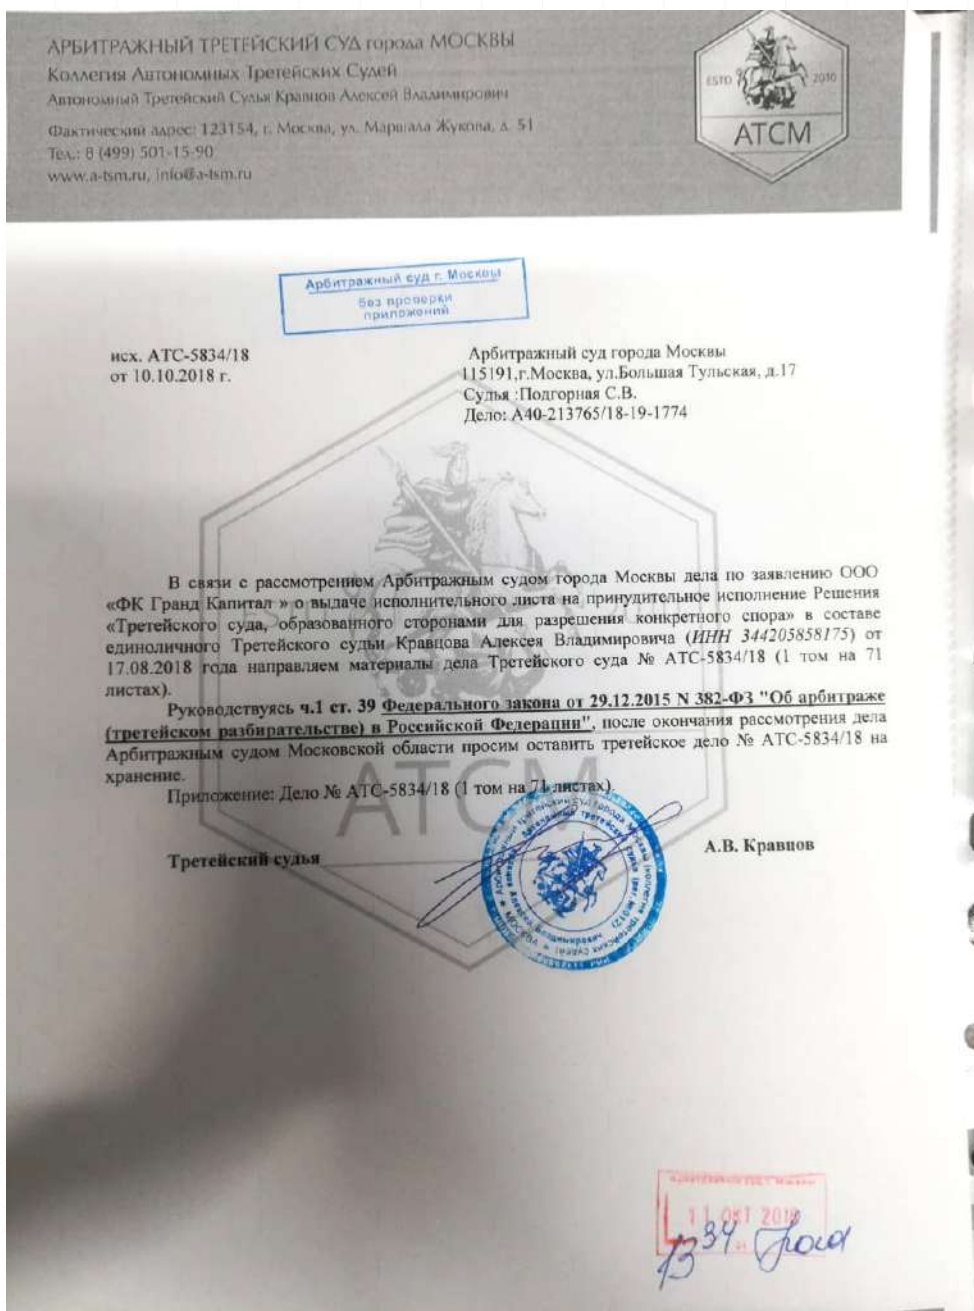 АРБИТРАЖНЫЙ ТРЕТЕЙСКИЙ СУД города МОСКВЫ
Коллегия Автономных Третейских Судей
Автономный Третейский Судья Кравцов Алексей Владимирович
Фактический адрес: 123154, г. Москва, ул. Маршала Жукова, д. 51
Тел.: 8 (499) 501-15-90
www.a-tsm.ru, info@a-tsm.ru
ESTD 2010
АТСМ
Арбитражный суд г. Москвы
без проверки
приложений
исх. АТС-5834/18
от 10.10.2018 г.
Арбитражный суд города Москвы
115191,г.Москва, ул.Большая Тульская, д.17
Судья :Подгорная С.В.
Дело: А40-213765/18-19-1774
В связи с рассмотрением Арбитражным судом города Москвы дела по заявлению ООО
«ФК Гранд Капитал » о выдаче исполнительного листа на принудительное исполнение Решения
«Третейского суда, образованного сторонами для разрешения конкретного спора» в составе
единоличного Третейского судьи Кравцова Алексея Владимировича (ИНН 344205858175) от
17.08.2018 года направляем материалы дела Третейского суда № АТС-5834/18 (1 том на 71
листах).
Руководствуясь ч.1 ст. 39 Федерального закона от 29.12.2015 N 382-ФЗ "Об арбитраже
(третейском разбирательстве) в Российской Федерации", после окончания рассмотрения дела
Арбитражным судом Московской области просим оставить третейское дело № АТС-5834/18 на
хранение.
Приложение: Дело № АТС-5834/18 (1 том на 71 листах).
АТСМ
Третейский судья
А.В. Кравцов
Арбитражный суд г. Москвы
11 ОКТ 2018
13 34